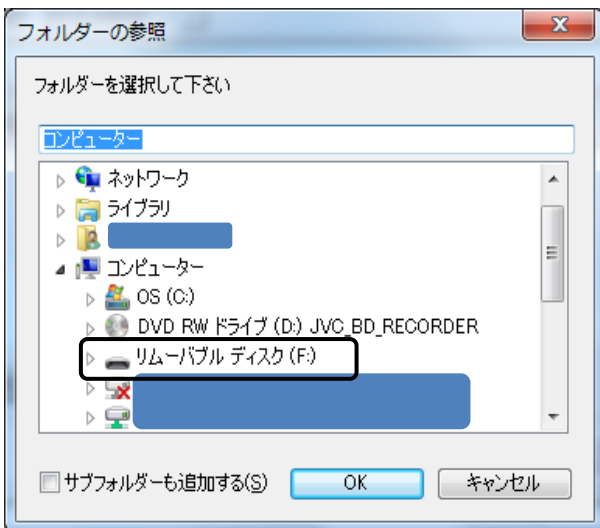 フォルダーの参照
フォルダーを選択して下さい
コンピューター
ネットワーク
ライブラリ
コンピューター
OS (C:)
DVD RW ドライブ (D:) JVC_BD_RECORDER
リムーバブル ディスク (F:)
サブフォルダーも追加する(S)
OK
キャンセル